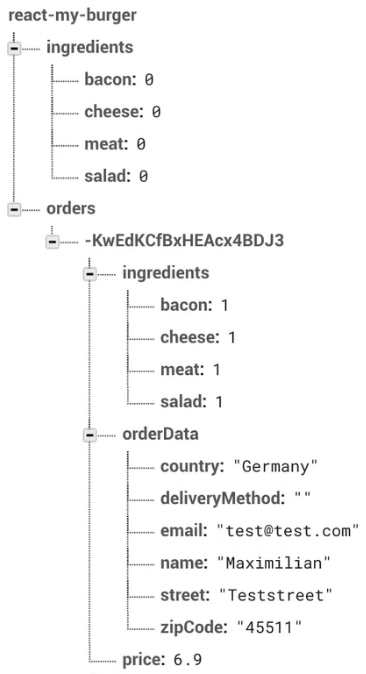 react-my-burger
ingredients
bacon: 0
cheese: 0
meat: 0
salad: 0
orders
-KwEdKCfBxHEAcx4BDJ3
ingredients
bacon: 1
cheese: 1
meat: 1
salad: 1
orderData
country: "Germany"
deliveryMethod: ""
email: "test@test.com"
name: "Maximilian"
street: "Teststreet"
zipCode: "45511"
price: 6.9